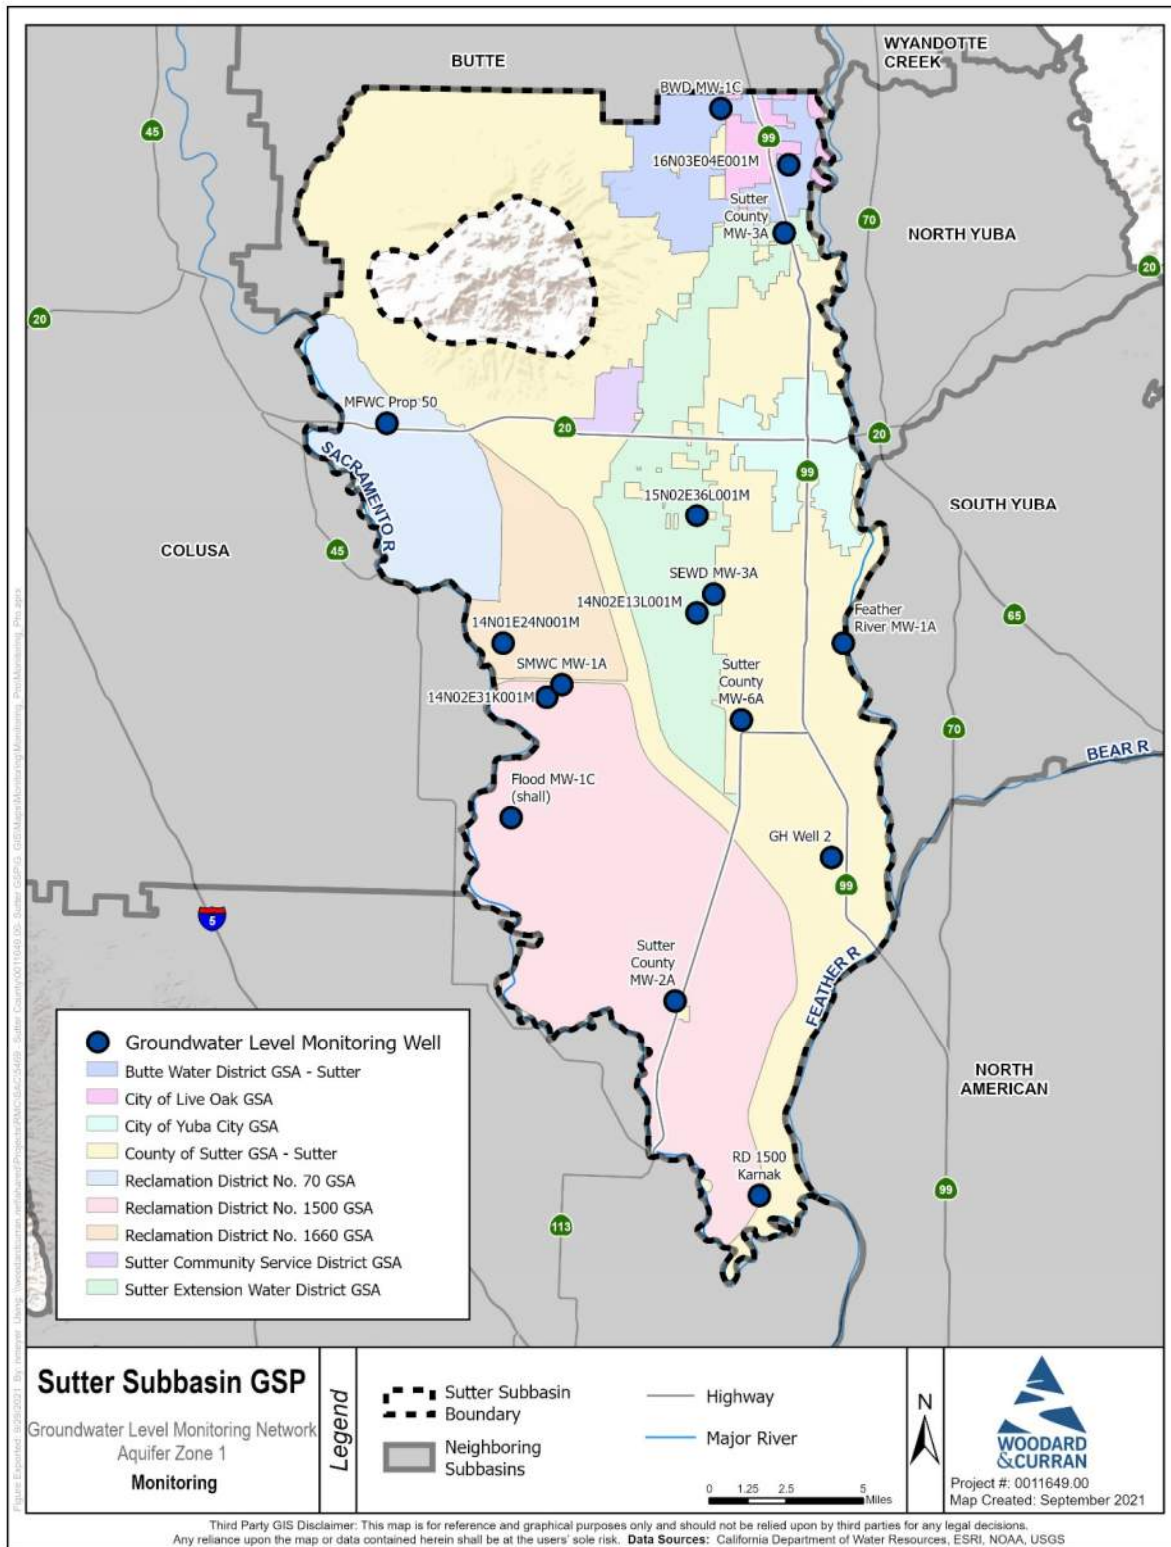 BUTTE
WYANDOTTE
CREEK
BWD MW-1C
45
99
16N03E04E001M
Sutter
County
MW-3A
70
NORTH YUBA
20
20
MFWC Prop 50
20
20
SACRAMENTO R
99
15N02E36L001M
SOUTH YUBA
COLUSA
45
SEWD MW-3A
14N02E13L001M
Feather
River MW-1A
65
14N01E24N001M
SMWC MW-1A
Sutter
County
MW-6A
14N02E31K001M
70
BEAR R
Flood MW-1C
(shall)
GH Well 2
99
5
Sutter
County
MW-2A
FEATHER R
NORTH
AMERICAN
RD 1500
Karnak
99
113
Groundwater Level Monitoring Well
Butte Water District GSA - Sutter
City of Live Oak GSA
City of Yuba City GSA
County of Sutter GSA - Sutter
Reclamation District No. 70 GSA
Reclamation District No. 1500 GSA
Reclamation District No. 1660 GSA
Sutter Community Service District GSA
Sutter Extension Water District GSA
Sutter Subbasin GSP
Groundwater Level Monitoring Network
Aquifer Zone 1
Monitoring
Legend
Sutter Subbasin
Boundary
Neighboring
Subbasins
Highway
Major River
0 1.25 2.5 5
Miles
N
WOODARD
&CURRAN
Project #: 0011649.00
Map Created: September 2021
Third Party GIS Disclaimer: This map is for reference and graphical purposes only and should not be relied upon by third parties for any legal decisions.
Any reliance upon the map or data contained herein shall be at the users' sole risk. Data Sources: California Department of Water Resources, ESRI, NOAA, USGS